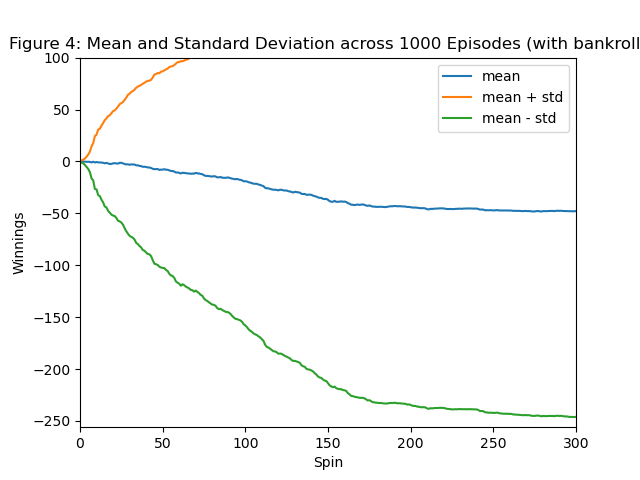 Figure 4: Mean and Standard Deviation across 1000 Episodes (with bankroll
100
50
0
−50
−100
−150
−200
−250
Winnings
mean
mean + std
mean - std
0 50 100 150 200 250 300
Spin